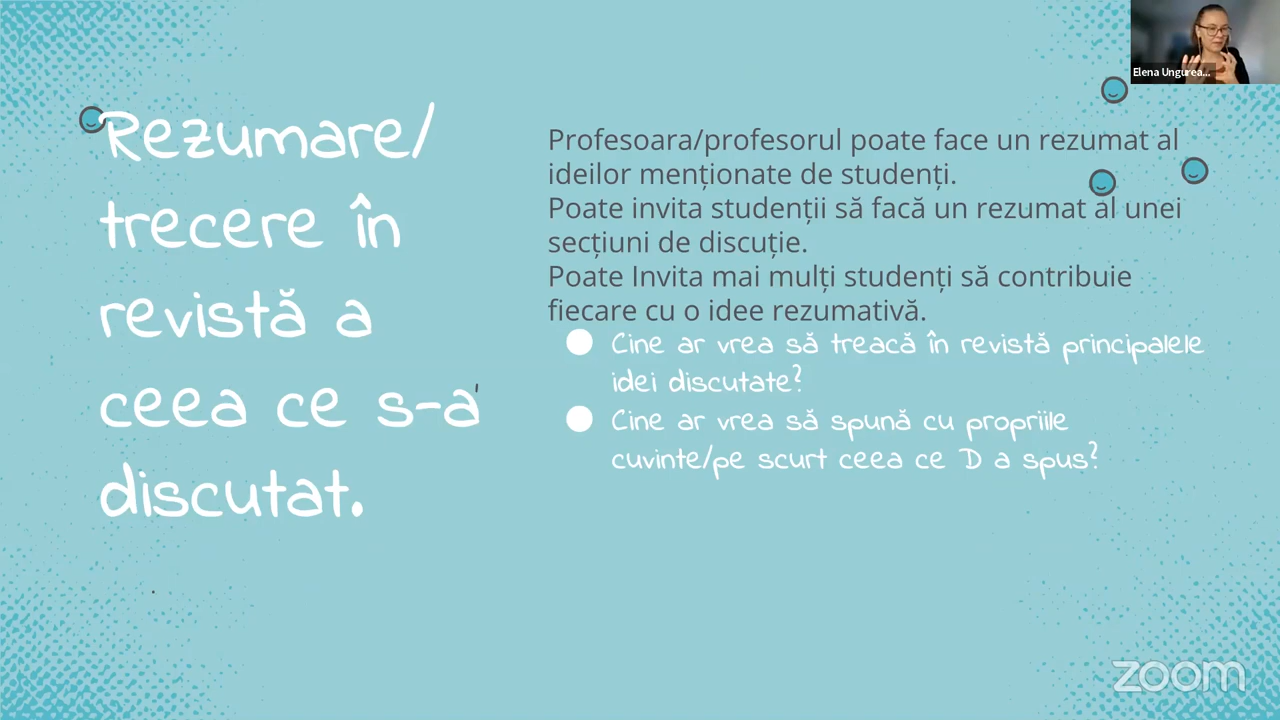 Elena Ungurea...
Rezumare/
trecere în
revistă a
ceea ce s-a
discutat.
Profesoara/profesorul poate face un rezumat al
ideilor menționate de studenți.
Poate invita studenții să facă un rezumat al unei
secțiuni de discuție.
Poate Invita mai mulți studenți să contribuie
fiecare cu o idee rezumativă.
Cine ar vrea să treacă în revistă principalele
idei discutate?
Cine ar vrea să spună cu propriile
cuvinte/pe scurt ceea ce D a spus?
zoom